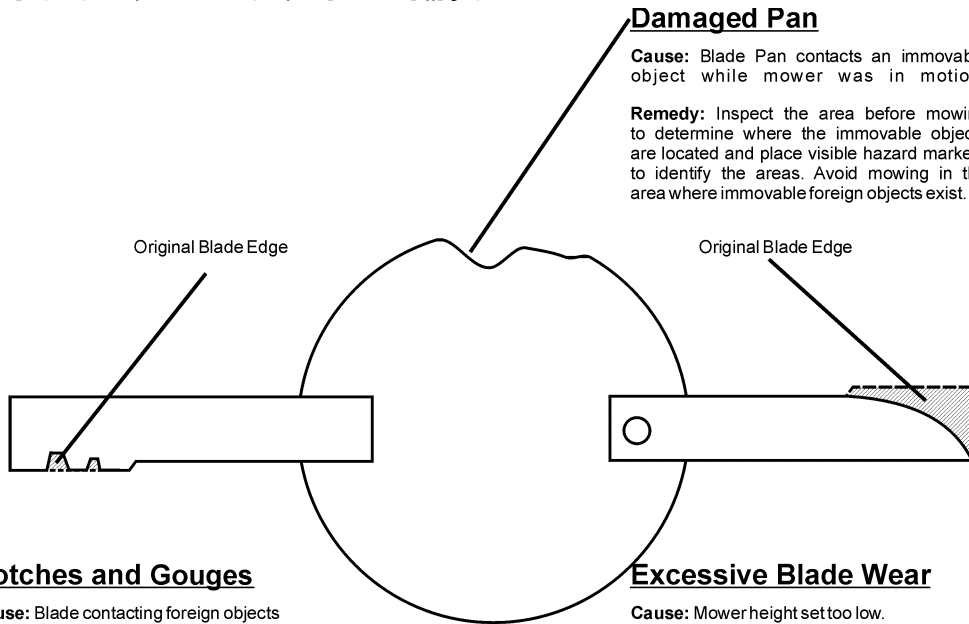 Damaged Pan
Cause: Blade Pan contacts an
object while mower was in
Remedy: Inspect the area before
to determine where the immovable
are located and place visible hazard
to identify the areas. Avoid mowing in
area where immovable foreign objects exist.
Original Blade Edge
Original Blade Edge
and Gouges
Blade contacting foreign objects
Excessive Blade Wear
Cause: Mower height set too low.